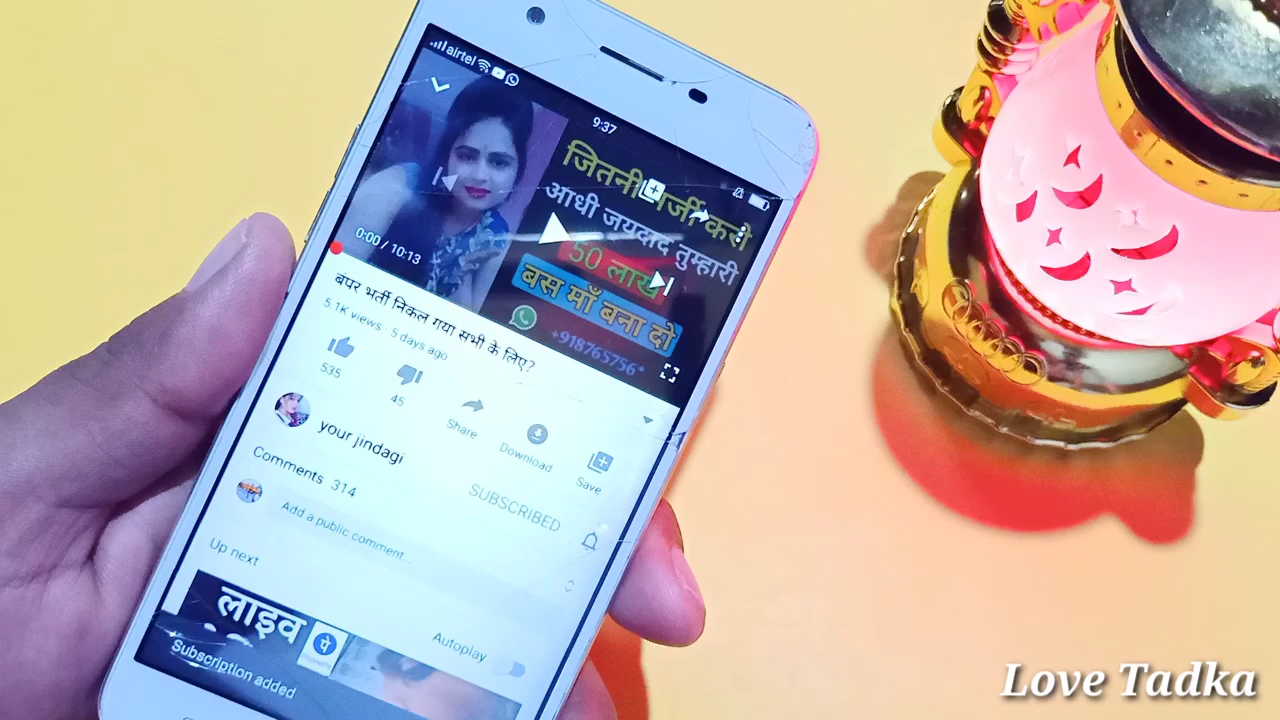 airtel
9:37
जितनी मर्जी करो
आधी जयदाद तुम्हारी
50 लाख
बस माँ बना दो
+918765756*
0:00 / 10:13
बंपर भर्ती निकल गया सभी के लिए?
5.1K views · 5 days ago
535
45
Share
Download
Save
your jindagi
SUBSCRIBED
Comments 314
Add a public comment...
Up next
Autoplay
लाइव
पे
Subscription added
Love Tadka